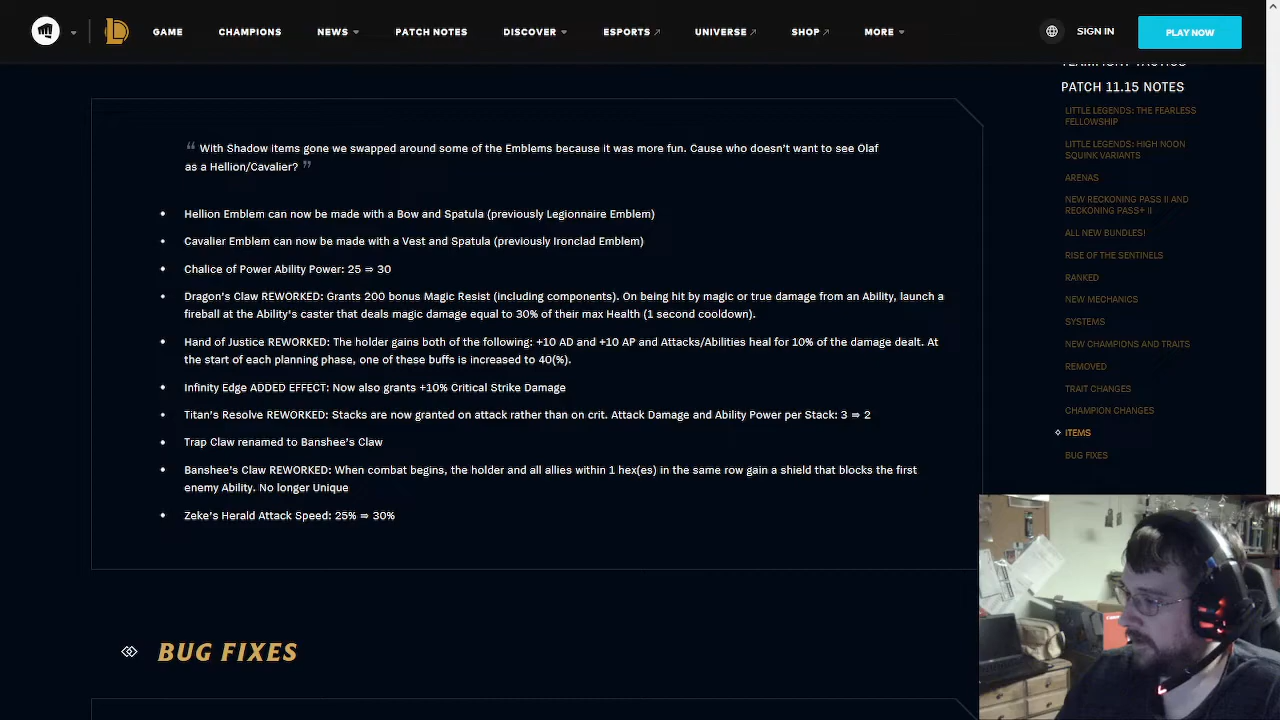 GAME CHAMPIONS NEWS PATCH NOTES DISCOVER ESPORTS UNIVERSE SHOP MORE SIGN IN PLAY NOW
“ With Shadow items gone we swapped around some of the Emblems because it was more fun. Cause who doesn’t want to see Olaf
as a Hellion/Cavalier? ”
• Hellion Emblem can now be made with a Bow and Spatula (previously Legionnaire Emblem)
• Cavalier Emblem can now be made with a Vest and Spatula (previously Ironclad Emblem)
• Chalice of Power Ability Power: 25 ⇒ 30
• Dragon’s Claw REWORKED: Grants 200 bonus Magic Resist (including components). On being hit by magic or true damage from an Ability, launch a
fireball at the Ability’s caster that deals magic damage equal to 30% of their max Health (1 second cooldown).
• Hand of Justice REWORKED: The holder gains both of the following: +10 AD and +10 AP and Attacks/Abilities heal for 10% of the damage dealt. At
the start of each planning phase, one of these buffs is increased to 40(%).
• Infinity Edge ADDED EFFECT: Now also grants +10% Critical Strike Damage
• Titan’s Resolve REWORKED: Stacks are now granted on attack rather than on crit. Attack Damage and Ability Power per Stack: 3 ⇒ 2
• Trap Claw renamed to Banshee’s Claw
• Banshee’s Claw REWORKED: When combat begins, the holder and all allies within 1 hex(es) in the same row gain a shield that blocks the first
enemy Ability. No longer Unique
• Zeke’s Herald Attack Speed: 25% ⇒ 30%
BUG FIXES
TEAMFIGHT TACTICS
PATCH 11.15 NOTES
LITTLE LEGENDS: THE FEARLESS
FELLOWSHIP
LITTLE LEGENDS: HIGH NOON
SQUINK VARIANTS
ARENAS
NEW RECKONING PASS II AND
RECKONING PASS+ II
ALL NEW BUNDLES!
RISE OF THE SENTINELS
RANKED
NEW MECHANICS
SYSTEMS
NEW CHAMPIONS AND TRAITS
REMOVED
TRAIT CHANGES
CHAMPION CHANGES
ITEMS
BUG FIXES